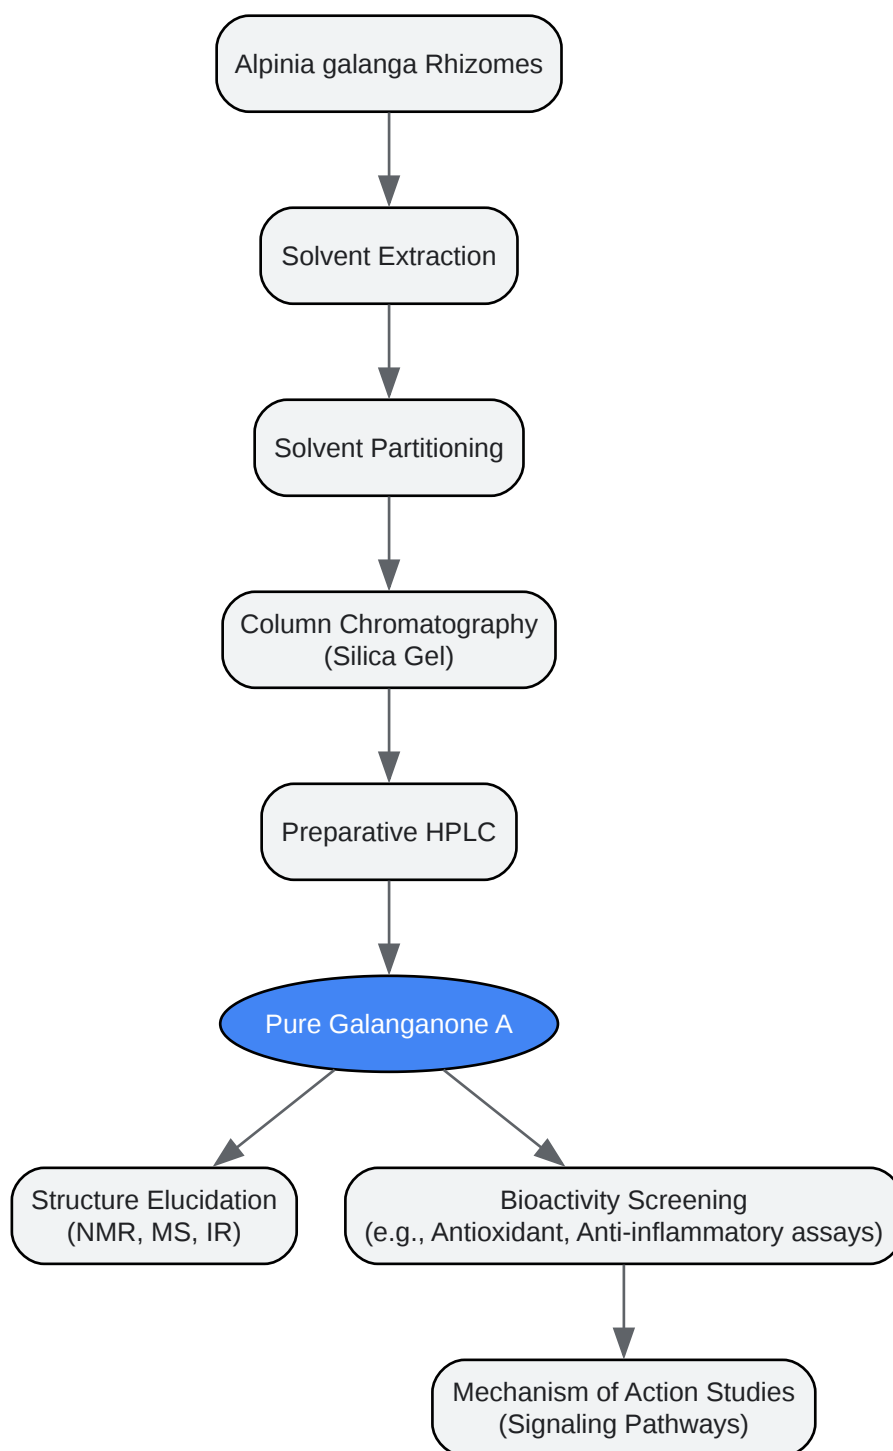 Alpinia galanga Rhizomes
Solvent Extraction
Solvent Partitioning
Column Chromatography
(Silica Gel)
Preparative HPLC
Pure Galanganone A
Structure Elucidation
(NMR, MS, IR)
Bioactivity Screening
(e.g., Antioxidant, Anti-inflammatory assays)
Mechanism of Action Studies
(Signaling Pathways)